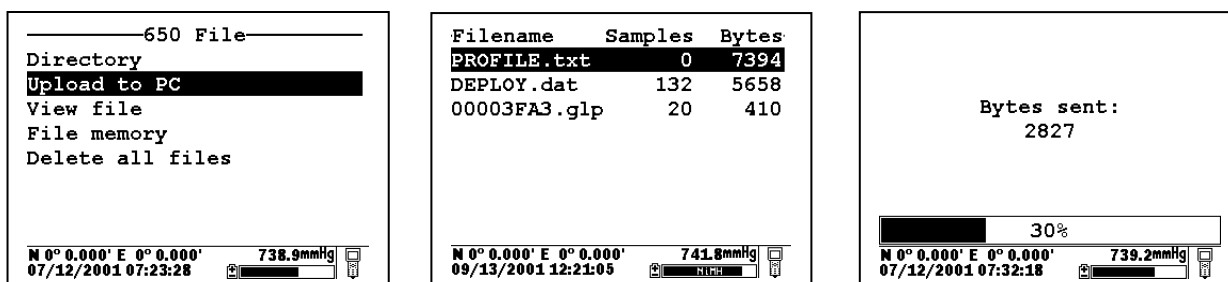 650 File
Directory
Upload to PC
View file
File memory
Delete all files
N 0° 0.000' E 0° 0.000' 738.9mmHg
07/12/2001 07:23:28
Filename Samples Bytes
PROFILE.txt 0 7394
DEPLOY.dat 132 5658
00003FA3.glp 20 410
N 0° 0.000' E 0° 0.000' 741.8mmHg
09/13/2001 12:21:05 NiMH
Bytes sent:
2827
30%
N 0° 0.000' E 0° 0.000' 739.2mmHg
07/12/2001 07:32:18